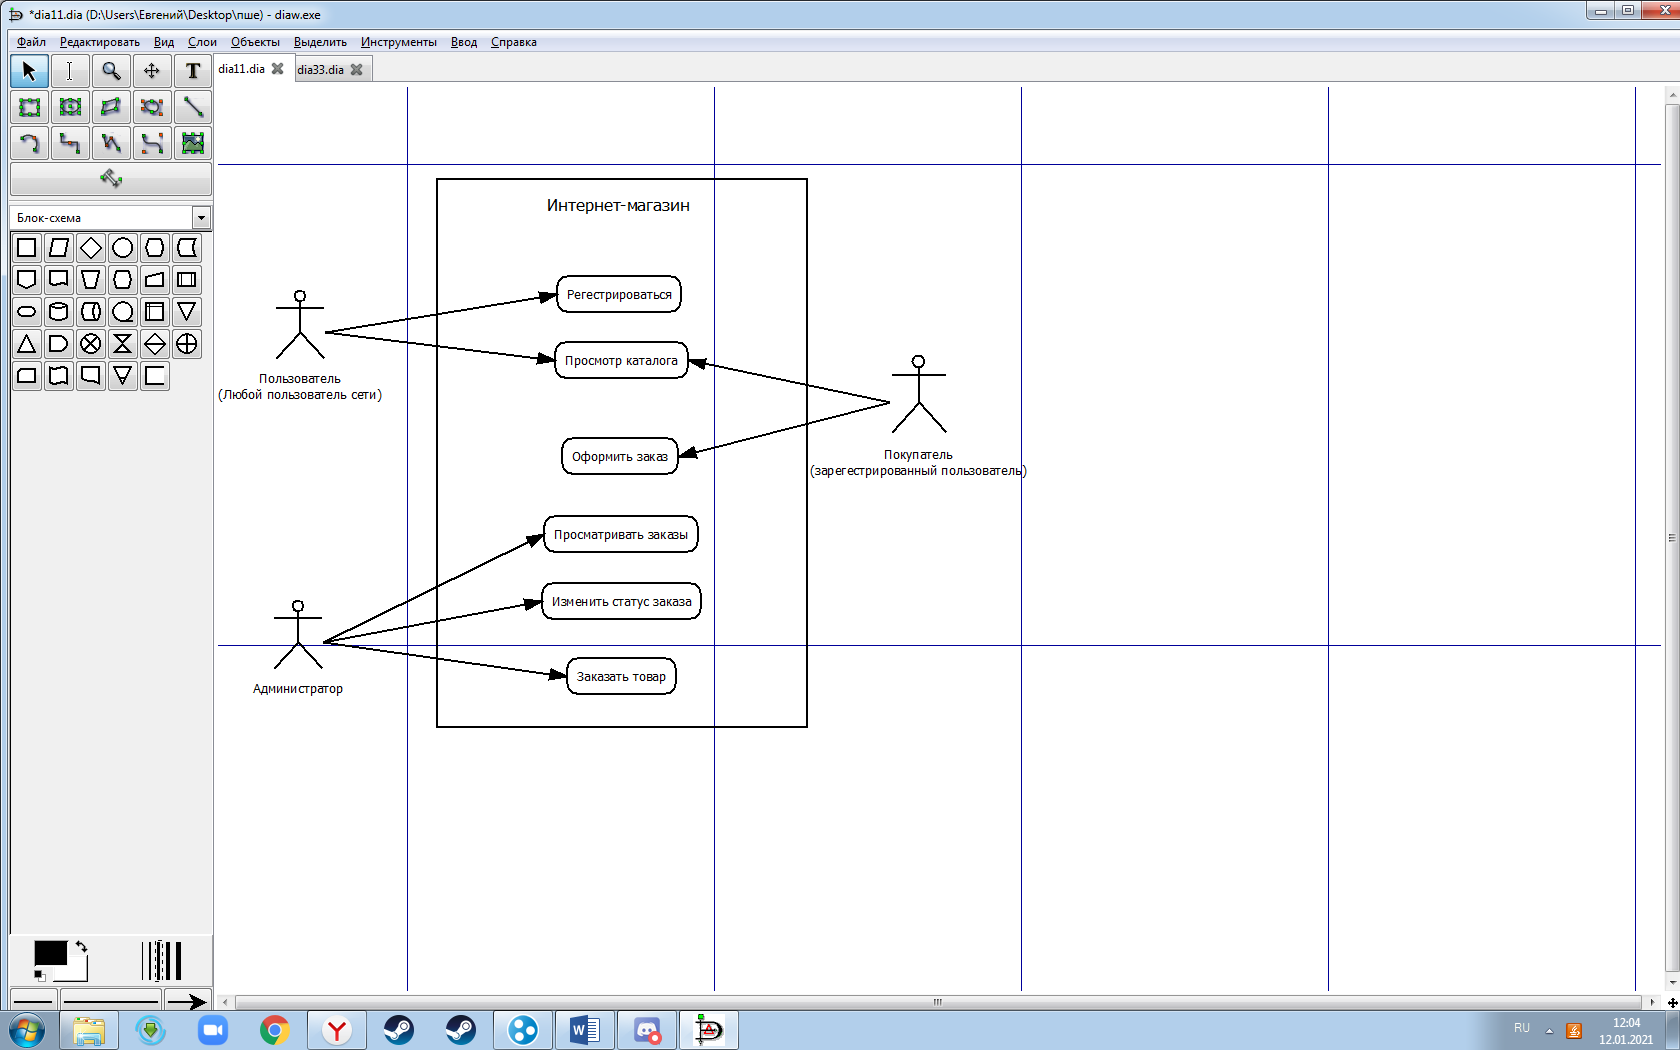 *dia11.dia (D:\Users\Евгений\Desktop\пше) - diaw.exe
Файл Редактировать Вид Слои Объекты Выделить Инструменты Ввод Справка
dia11.dia dia33.dia
T
Блок-схема
Интернет-магазин
Регестрироваться
Просмотр каталога
Пользователь
(Любой пользователь сети)
Оформить заказ
Покупатель
(зарегестрированный пользователь)
Просматривать заказы
Изменить статус заказа
Заказать товар
Администратор
RU
12:04
12.01.2021